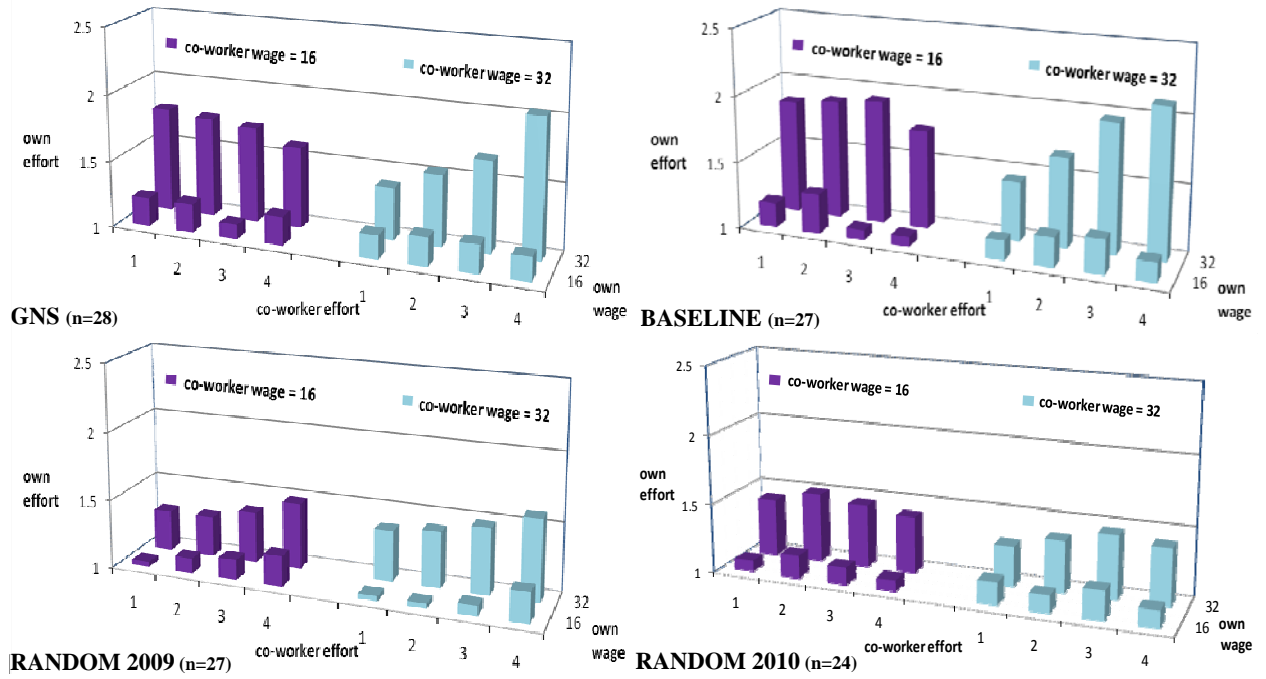 2.5
co-worker wage = 16
co-worker wage = 32
2
own
effort
1.5
1
1 2 3 4 1 2 3 4
32
16 own
wage
co-worker effort
GNS (n=28)
2.5
co-worker wage = 16
co-worker wage = 32
2
own
effort
1.5
1
1 2 3 4 1 2 3 4
32
16 own
wage
co-worker effort
BASELINE (n=27)
2.5
co-worker wage = 16
co-worker wage = 32
2
own
effort
1.5
1
1 2 3 4 1 2 3 4
32
16 own
wage
co-worker effort
RANDOM 2009 (n=27)
2.5
co-worker wage = 16
co-worker wage = 32
2
own
effort
1.5
1
1 2 3 4 1 2 3 4
32
16 own
wage
co-worker effort
RANDOM 2010 (n=24)